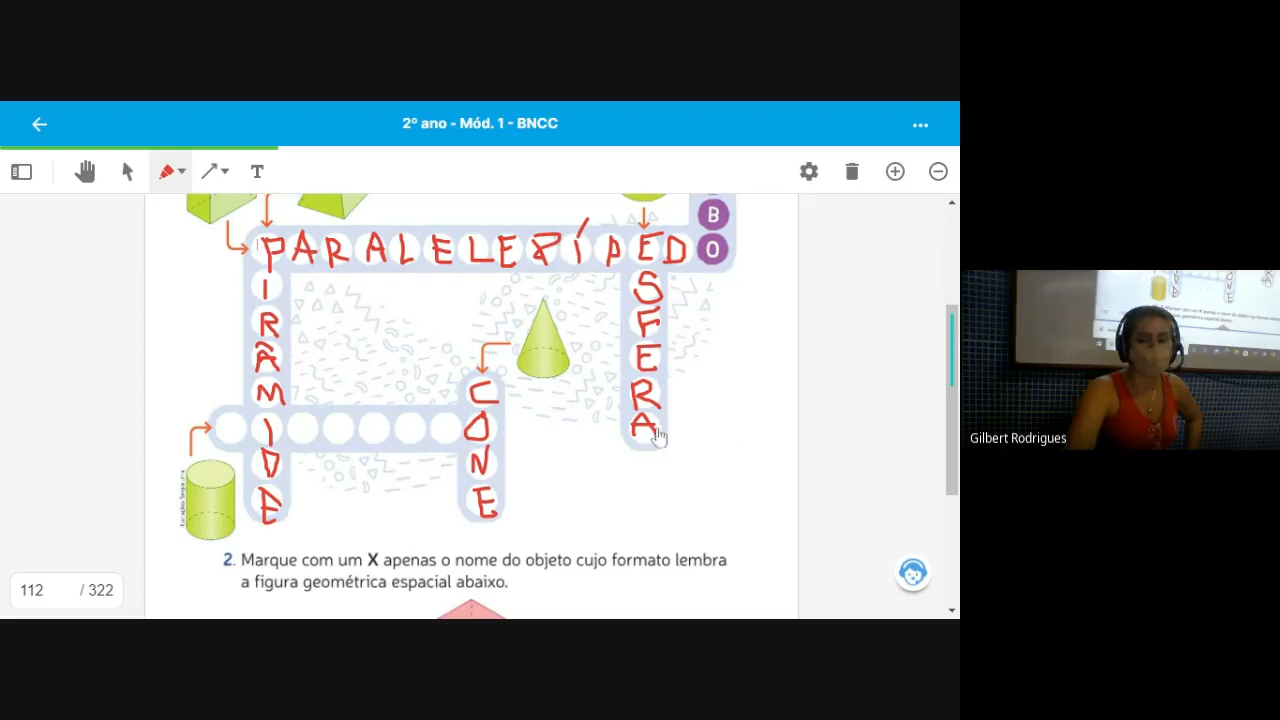 2º ano - Mód. 1 - BNCC
T
B
PARALELEPÍPEDO
PIRÂMIDE
ESFERA
CONE
2. Marque com um X apenas o nome do objeto cujo formato lembra
a figura geométrica espacial abaixo.
112 / 322
Gilbert Rodrigues